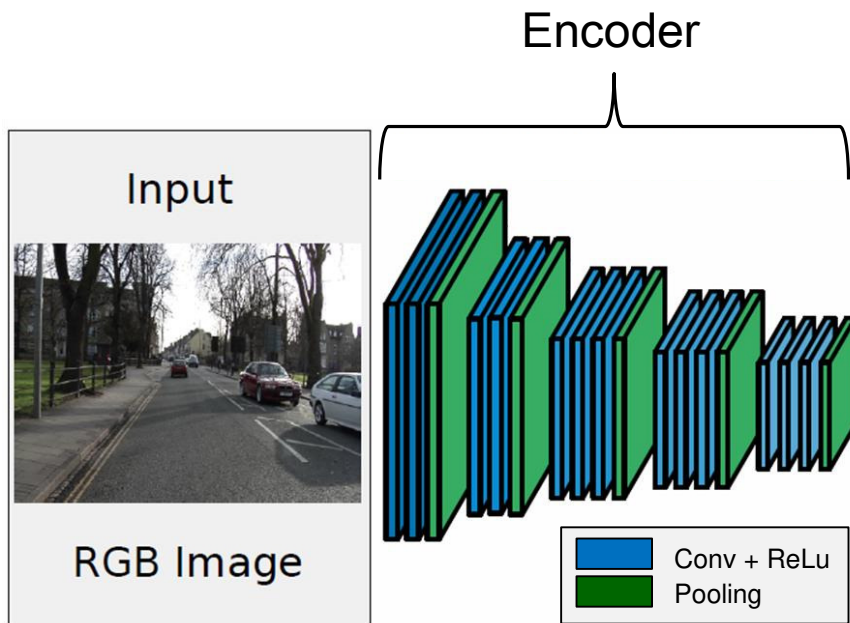 Encoder
Input
RGB Image
Conv + ReLu
Pooling